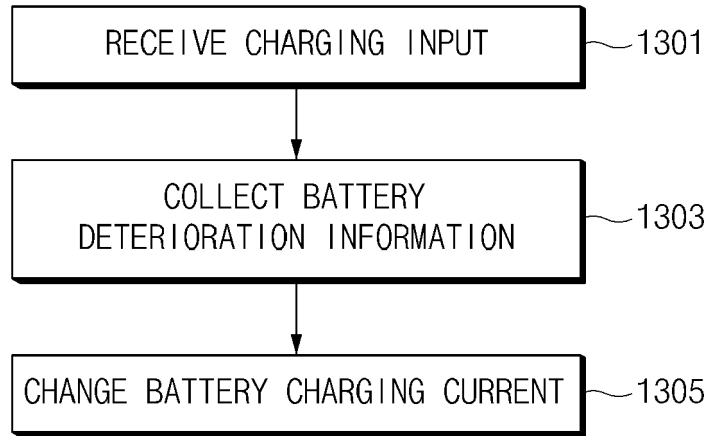 RECEIVE CHARGING INPUT
1301
COLLECT BATTERY
DETERIORATION INFORMATION
1303
CHANGE BATTERY CHARGING CURRENT
1305